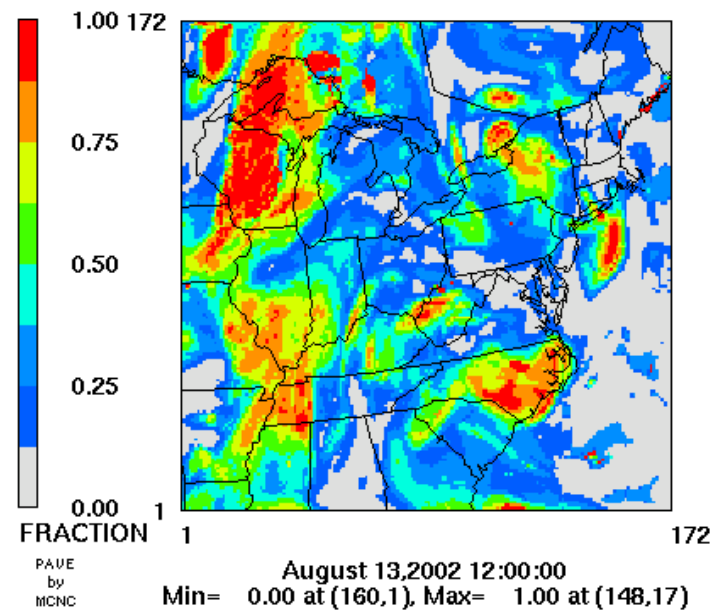 1.00
172
0.75
0.50
0.25
0.00
1
FRACTION
1
172
PAVE
by
MCNC
August 13,2002 12:00:00
Min= 0.00 at (160,1), Max= 1.00 at (148,17)